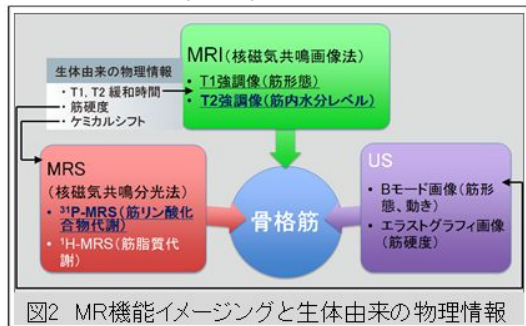 MRI(核磁気共鳴画像法)
・ T1強調像(筋形態)
・ T2強調像(筋内水分レベル)
生体由来の物理情報
・T1, T2 緩和時間
・筋硬度
・ケミカルシフト
MRS
(核磁気共鳴分光法)
・ ³¹P-MRS(筋リン酸化
合物代謝)
・ ¹H-MRS(筋脂質代
謝)
骨格筋
US
・ Bモード画像(筋形
態、動き)
・ エラストグラフィ画像
(筋硬度)
図2 MR機能イメージングと生体由来の物理情報